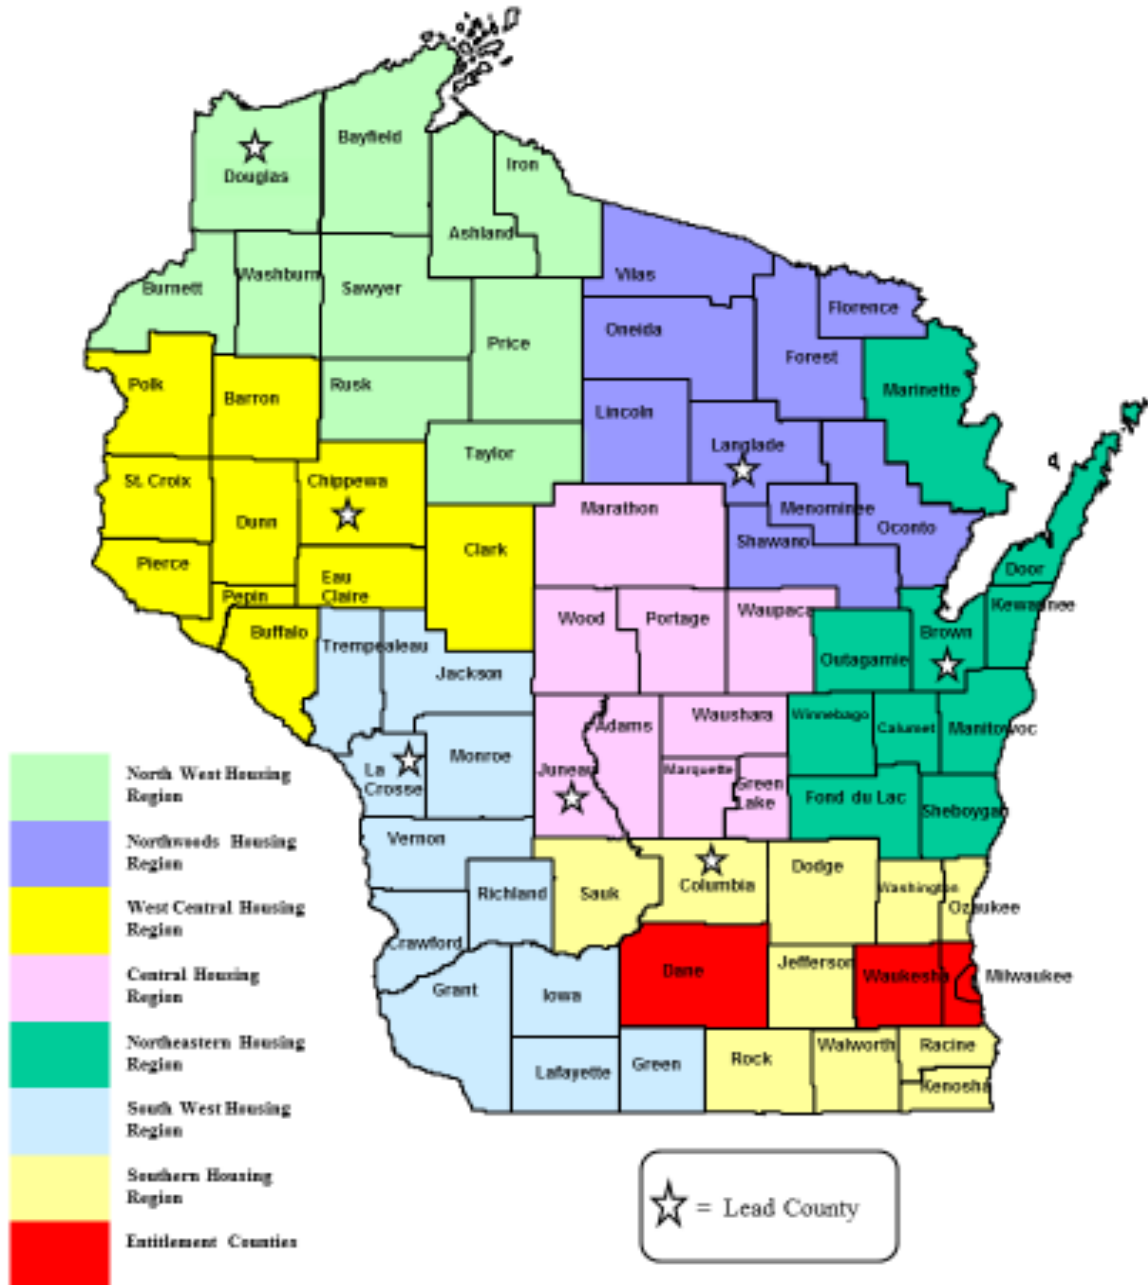 Bayfield
Iron
Douglas
Ashland
Washburn
Vilas
Burnett
Sawyer
Florence
Oneida
Price
Forest
Polk
Rusk
Marinette
Barron
Lincoln
Langlade
Taylor
St. Croix
Chippewa
Marathon
Menominee
Dunn
Oconto
Shawano
Clark
Pierce
Door
Eau
Claire
Pepin
Kewaunee
Waupaca
Wood
Portage
Buffalo
Brown
Trempealeau
Outagamie
Jackson
Waushara
Winnebago
Adams
Calumet
Manitowoc
Monroe
La
Crosse
Juneau
Marquette
Green
Lake
Fond du Lac
Sheboygan
Vernon
Dodge
Columbia
Washington
Richland
Sauk
Ozaukee
Crawford
Jefferson
Dane
Waukesha
Milwaukee
Grant
Iowa
Walworth
Racine
Rock
Green
Lafayette
Kenosha
North West Housing
Region
Northwoods Housing
Region
West Central Housing
Region
Central Housing
Region
Northeastern Housing
Region
South West Housing
Region
Southern Housing
Region
Entitlement Counties
= Lead County